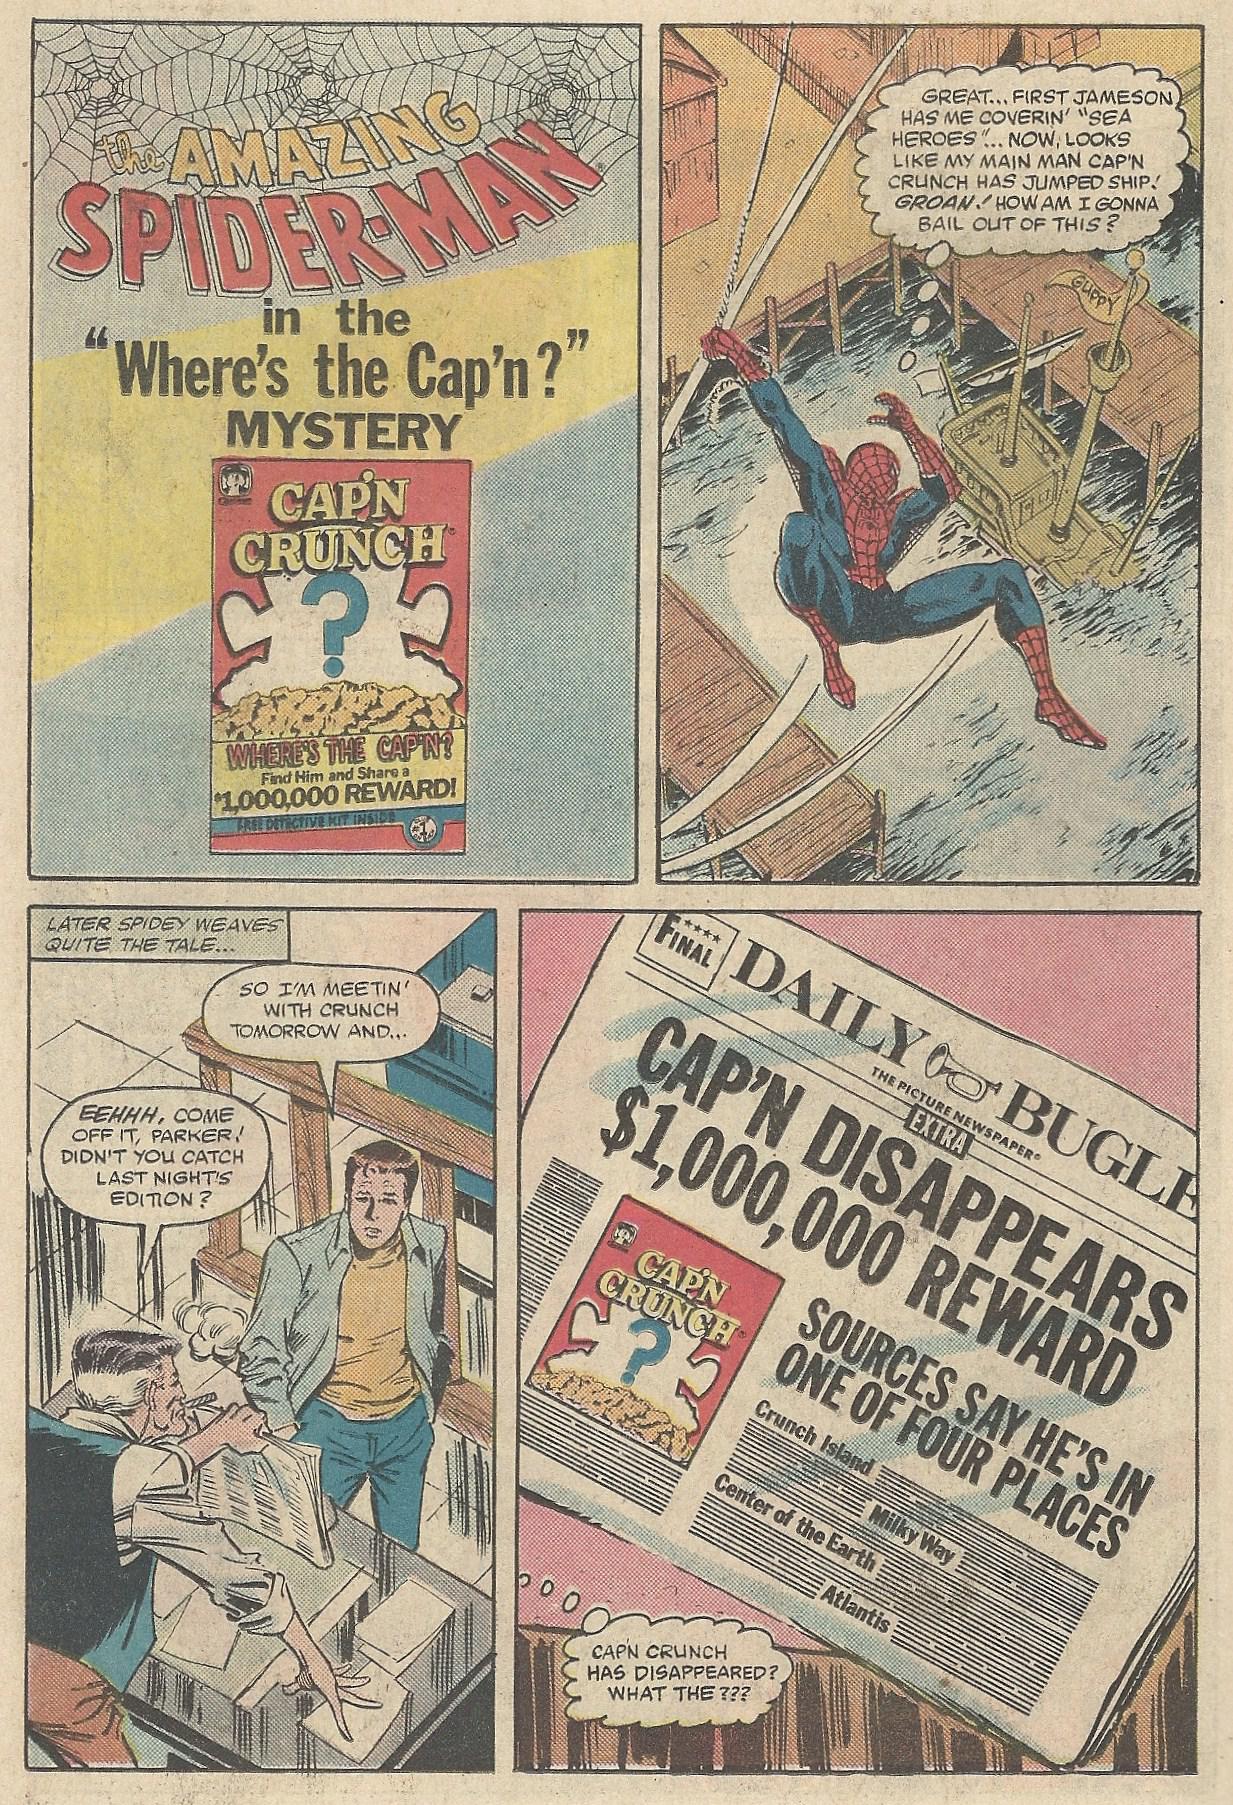 the AMAZING
SPIDER-MAN®
in the
"Where's the Cap'n?"
MYSTERY
CAP'N
CRUNCH®
?
WHERE'S THE CAP'N?
Find Him and Share a
$1,000,000 REWARD!
FREE DETECTIVE KIT INSIDE
GREAT... FIRST JAMESON
HAS ME COVERIN' "SEA
HEROES"... NOW, LOOKS
LIKE MY MAIN MAN CAP'N
CRUNCH HAS JUMPED SHIP!
GROAN! HOW AM I GONNA
BAIL OUT OF THIS?
GUPPY
LATER SPIDEY WEAVES
QUITE THE TALE...
SO I'M MEETIN'
WITH CRUNCH
TOMORROW AND...
EEHHH, COME
OFF IT, PARKER!
DIDN'T YOU CATCH
LAST NIGHT'S
EDITION?
FINAL
DAILY BUGLE
THE PICTURE NEWSPAPER®
EXTRA
CAP'N DISAPPEARS
$1,000,000 REWARD
CAP'N
CRUNCH®
?
SOURCES SAY HE'S IN
ONE OF FOUR PLACES
Crunch Island
Milky Way
Center of the Earth
Atlantis
CAP'N CRUNCH
HAS DISAPPEARED?
WHAT THE???